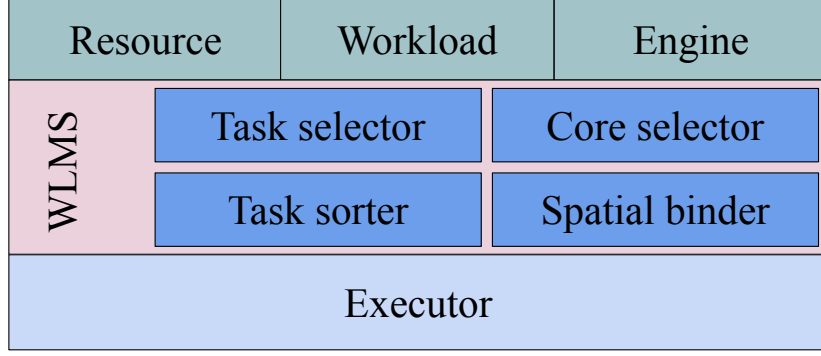 Resource Workload Engine
WLMS
Task selector Core selector
Task sorter Spatial binder
Executor